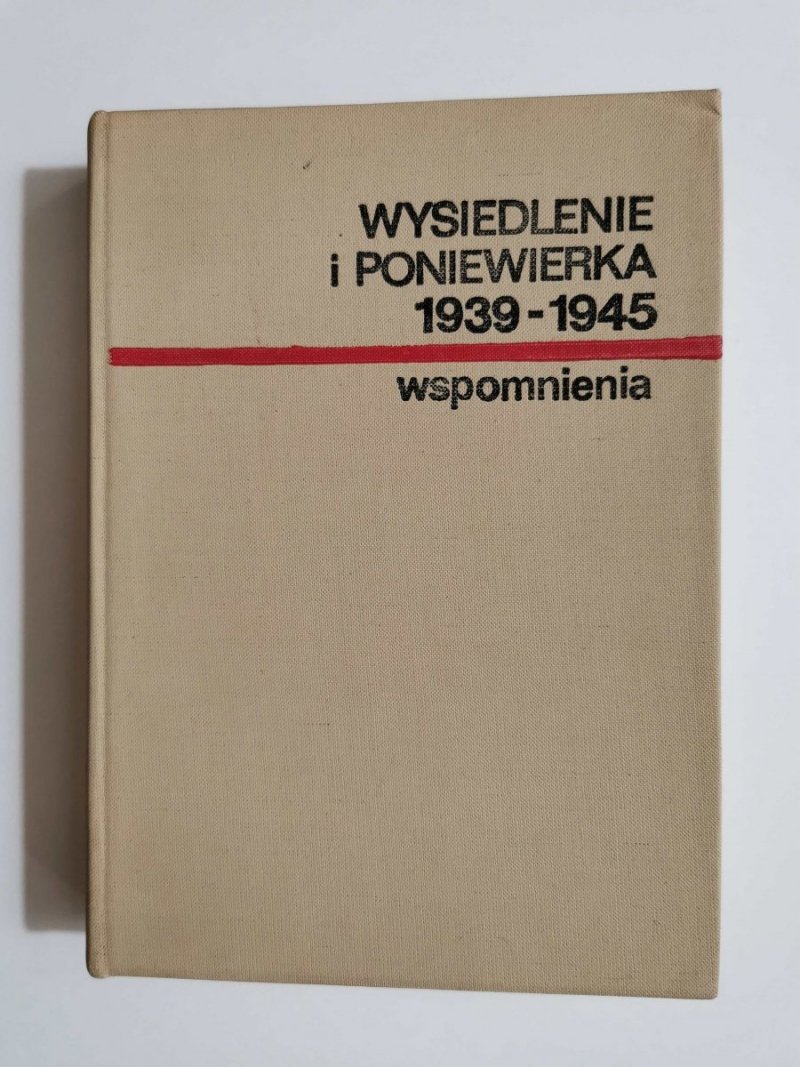 WYSIEDLENIE
i PONIEWIERKA
1939-1945
wspomnienia